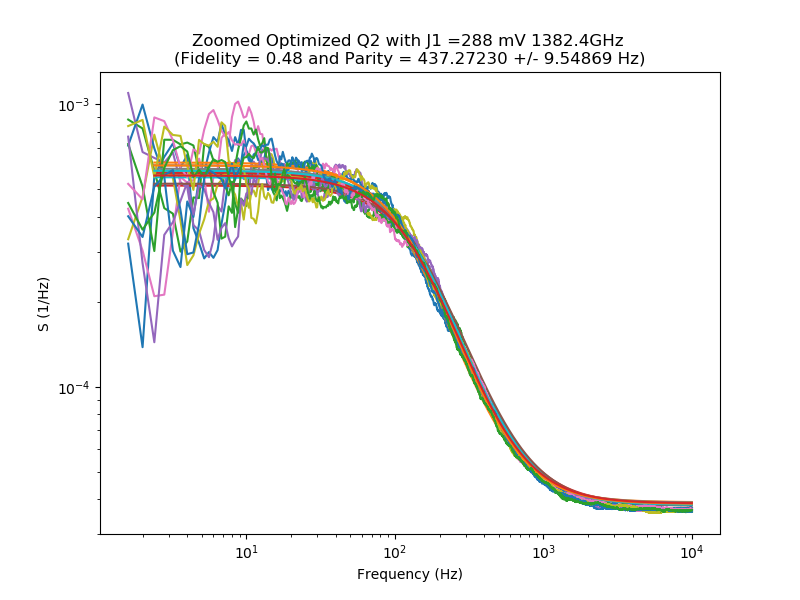 Zoomed Optimized Q2 with J1 =288 mV 1382.4GHz
(Fidelity = 0.48 and Parity = 437.27230 +/- 9.54869 Hz)
10⁻³
S (1/Hz)
10⁻⁴
10¹ 10² 10³ 10⁴
Frequency (Hz)